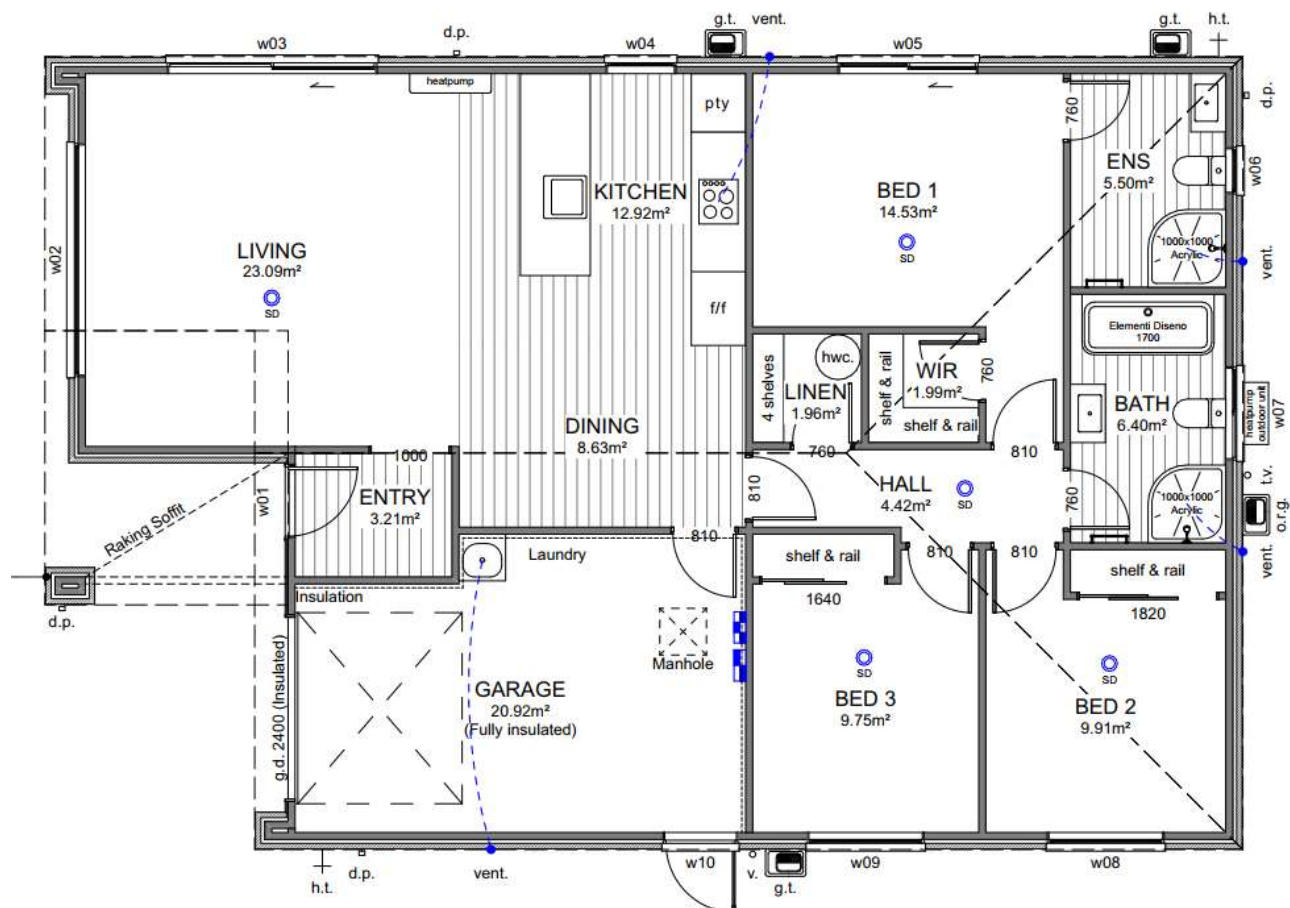 g.t.
vent.
g.t.
h.t.
d.p.
w03
w04
w05
heatpump
pty
760
d.p.
ENS
5.50m²
w06
KITCHEN
12.92m²
BED 1
14.53m²
SD
LIVING
23.09m²
SD
w02
1000x1000
Acrylic
vent.
f/f
Elementi Diseno
1700
4 shelves
hwc.
LINEN
1.96m²
shelf & rail
WIR
1.99m²
shelf & rail
760
BATH
6.40m²
heatpump
outdoor unit
w07
DINING
8.63m²
1000
760
810
ENTRY
3.21m²
w01
Raking Soffit
810
HALL
4.42m²
SD
760
1000x1000
Acrylic
t.v.
o.r.g.
vent.
810
810
810
Laundry
Insulation
shelf & rail
1640
shelf & rail
1820
d.p.
g.d. 2400 (Insulated)
Manhole
GARAGE
20.92m²
(Fully insulated)
SD
BED 3
9.75m²
SD
BED 2
9.91m²
h.t.
d.p.
vent.
w10
v.
g.t.
w09
w08